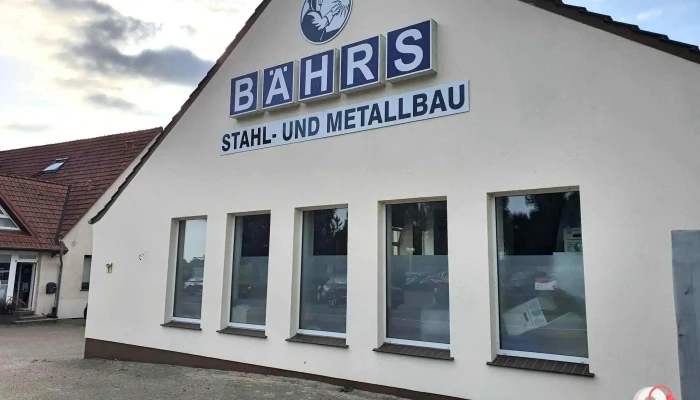 BÄHRS
STAHL- UND METALLBAU